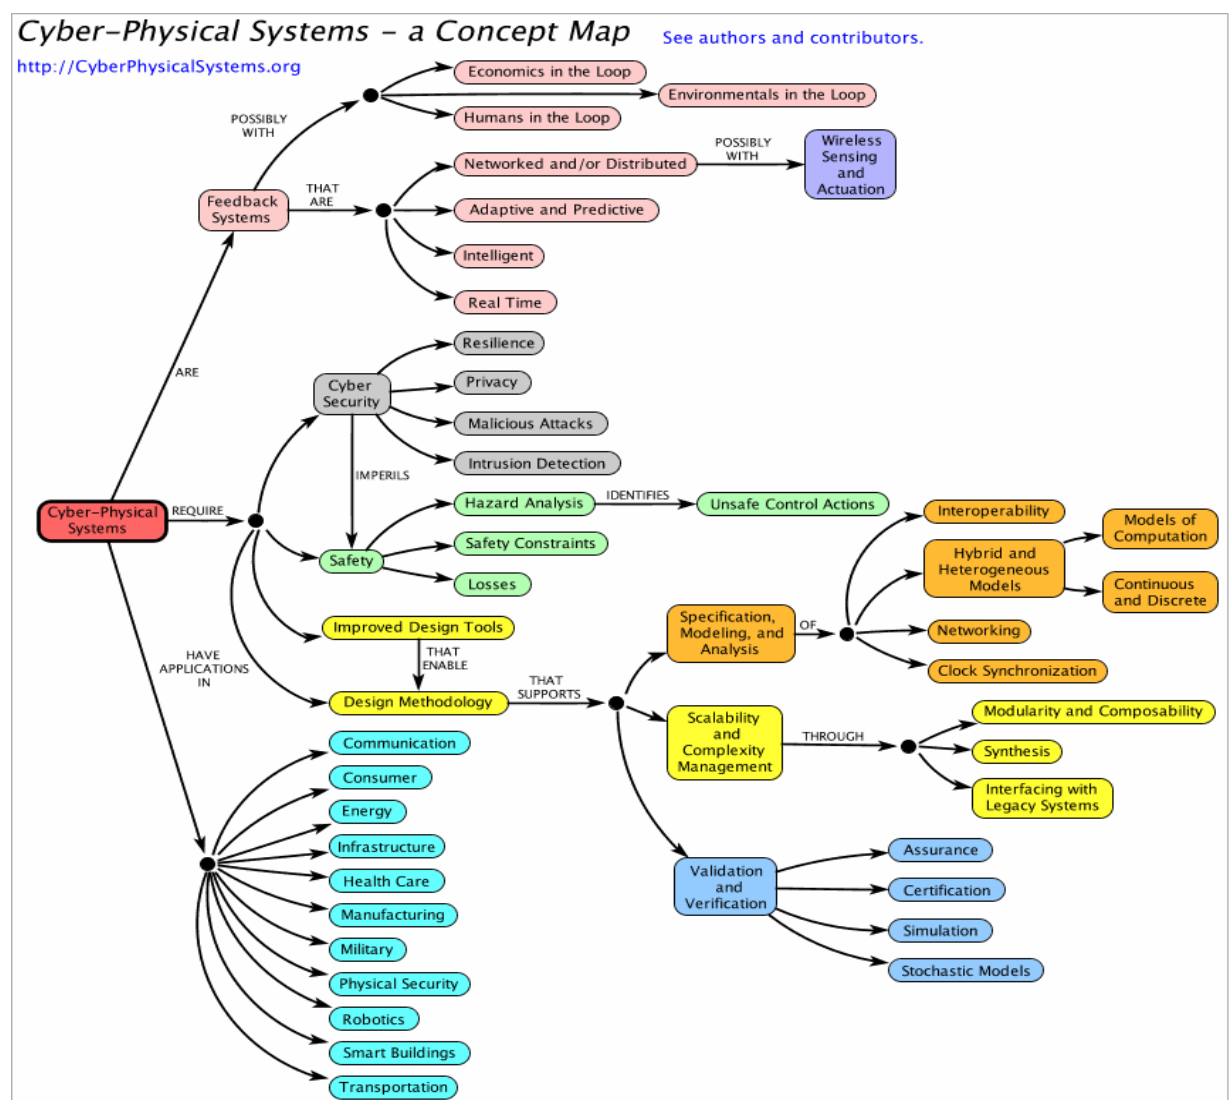 Cyber-Physical Systems - a Concept Map
See authors and contributors.
http://CyberPhysicalSystems.org
Economics in the Loop
Environmentals in the Loop
Humans in the Loop
POSSIBLY
WITH
Networked and/or Distributed
POSSIBLY
WITH
Wireless
Sensing
and
Actuation
Feedback
Systems
THAT
ARE
Adaptive and Predictive
Intelligent
Real Time
ARE
Resilience
Cyber
Security
Privacy
Malicious Attacks
Intrusion Detection
IMPERILS
Cyber-Physical
Systems
REQUIRE
Hazard Analysis
IDENTIFIES
Unsafe Control Actions
Safety
Safety Constraints
Losses
Improved Design Tools
THAT
ENABLE
Design Methodology
THAT
SUPPORTS
Specification,
Modeling, and
Analysis
OF
Interoperability
Hybrid and
Heterogeneous
Models
Models of
Computation
Continuous
and Discrete
Networking
Clock Synchronization
Scalability
and
Complexity
Management
THROUGH
Modularity and Composability
Synthesis
Interfacing with
Legacy Systems
Validation
and
Verification
Assurance
Certification
Simulation
Stochastic Models
HAVE
APPLICATIONS
IN
Communication
Consumer
Energy
Infrastructure
Health Care
Manufacturing
Military
Physical Security
Robotics
Smart Buildings
Transportation